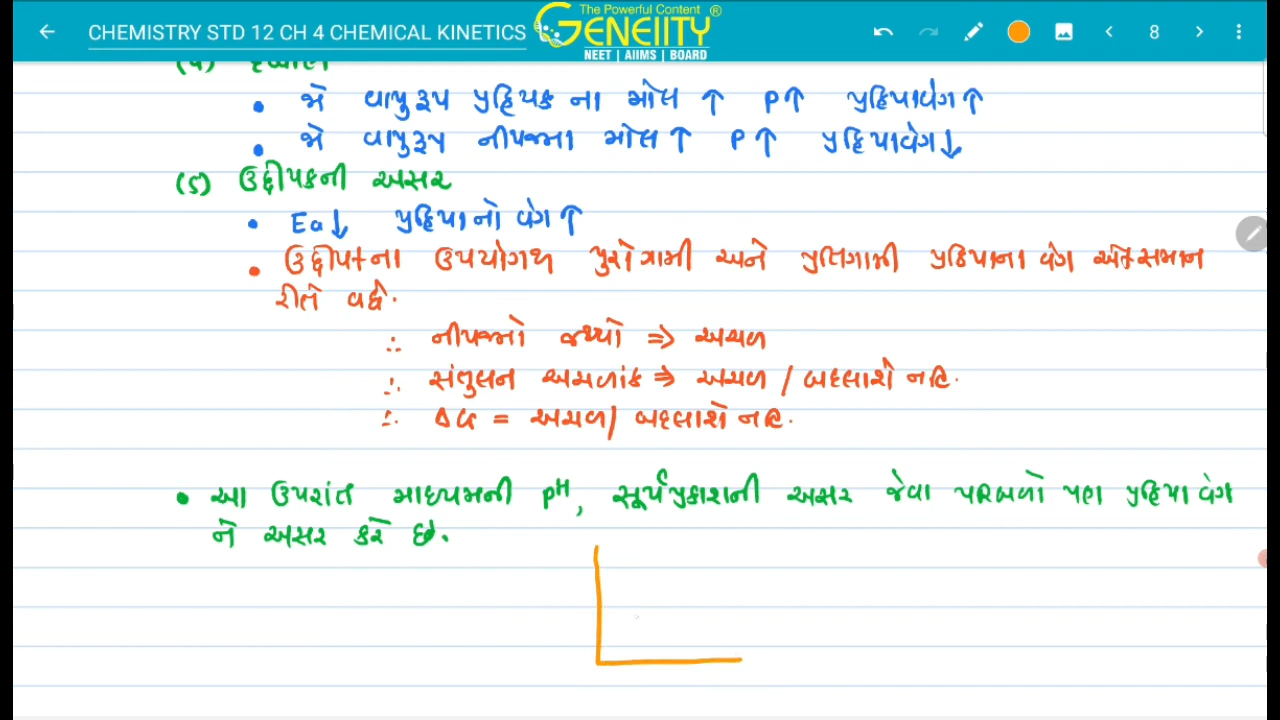 CHEMISTRY STD 12 CH 4 CHEMICAL KINETICS
The Powerful Content
GENEIITY ®
NEET | AIIMS | BOARD
8
• જો વાયુરૂપ પ્રક્રિયક ના મોલ ↑ P↑ પ્રક્રિયાવેગ ↑
• જો વાયુરૂપ નીપજના મોલ ↑ P ↑ પ્રક્રિયાવેગ ↓
(૬) ઉદ્દીપકની અસર
• Ea↓ પ્રક્રિયાનો વેગ ↑
• ઉદ્દીપકના ઉપયોગથી પુરોગામી અને પ્રતિગામી પ્રક્રિયાના વેગ એકસમાન
રીતે વધે.
∴ નીપજનો જથ્થો ⇒ અચળ
∴ સંતુલન અચળાંક ⇒ અચળ / બદલાશે નહિ.
∴ ΔG = અચળ/ બદલાશે નહિ.
• આ ઉપરાંત માધ્યમની pH, સૂર્યપ્રકાશની અસર જેવા પરિબળો પણ પ્રક્રિયા વેગ
ને અસર કરે છે.